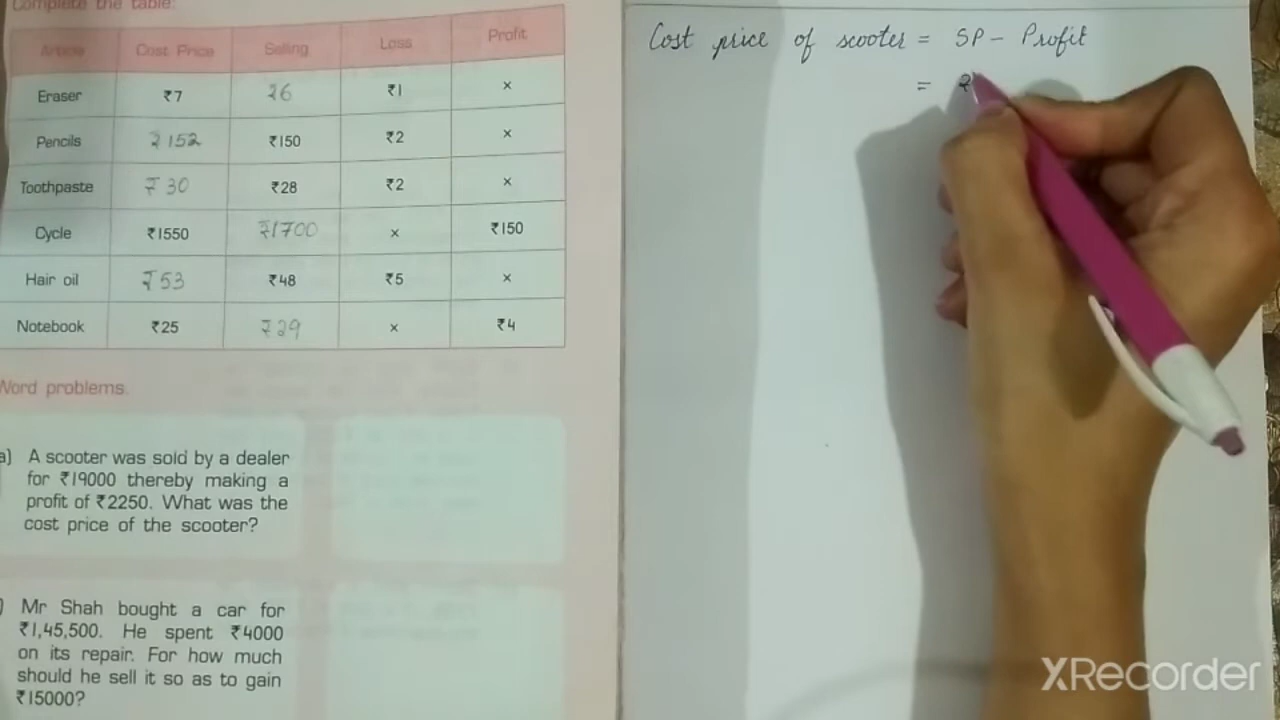 Complete the table:
Article Cost Price Selling Loss Profit
Eraser ₹7 ₹6 ₹1 ×
Pencils ₹152 ₹150 ₹2 ×
Toothpaste ₹30 ₹28 ₹2 ×
Cycle ₹1550 ₹1700 × ₹150
Hair oil ₹53 ₹48 ₹5 ×
Notebook ₹25 ₹29 × ₹4
Word problems.
a) A scooter was sold by a dealer
for ₹19000 thereby making a
profit of ₹2250. What was the
cost price of the scooter?
) Mr Shah bought a car for
₹1,45,500. He spent ₹4000
on its repair. For how much
should he sell it so as to gain
₹15000?
Cost price of scooter = SP - Profit
= ₹
XRecorder